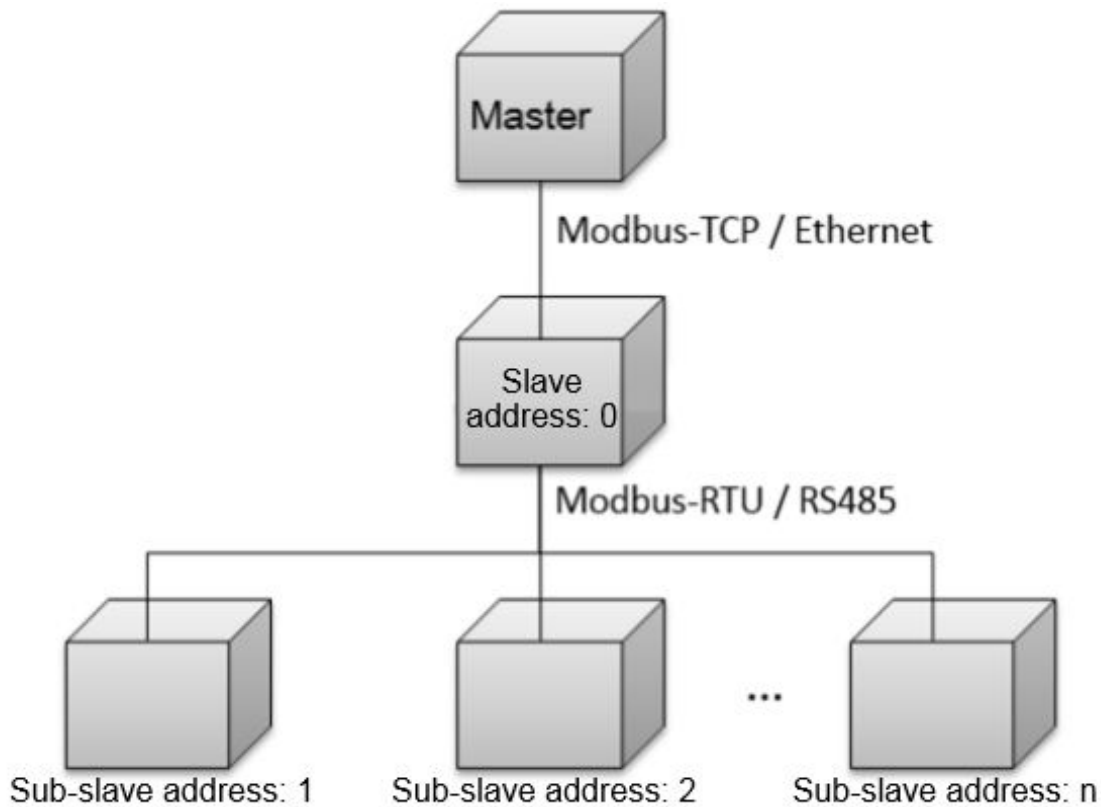 Master
Modbus-TCP / Ethernet
Slave
address: 0
Modbus-RTU / RS485
...
Sub-slave address: 1
Sub-slave address: 2
Sub-slave address: n